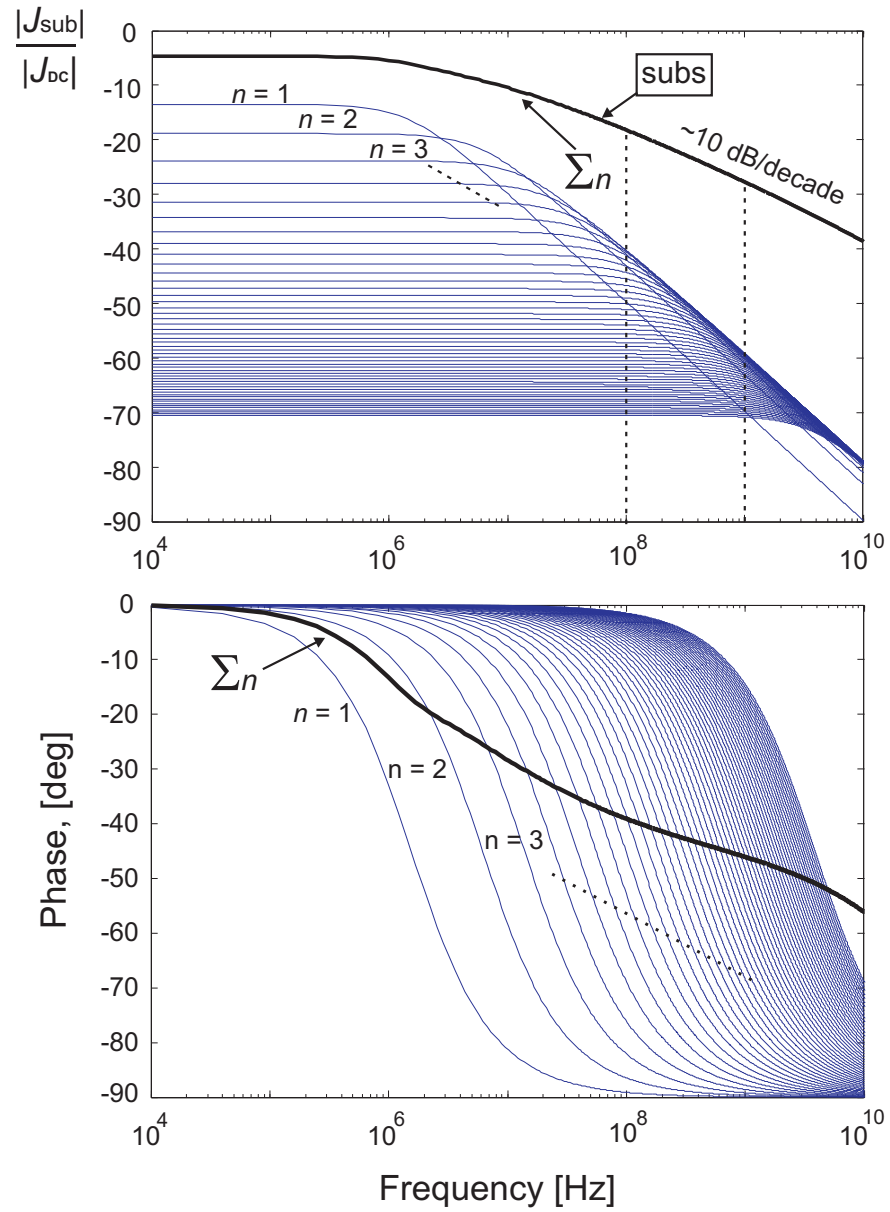 |Jsub|
|JDC|
0
-10
-20
-30
-40
-50
-60
-70
-80
-90
n = 1
n = 2
n = 3
subs
∑n
~10 dB/decade
10^4
10^6
10^8
10^10
Phase, [deg]
0
-10
-20
-30
-40
-50
-60
-70
-80
-90
∑n
n = 1
n = 2
n = 3
10^4
10^6
10^8
10^10
Frequency [Hz]